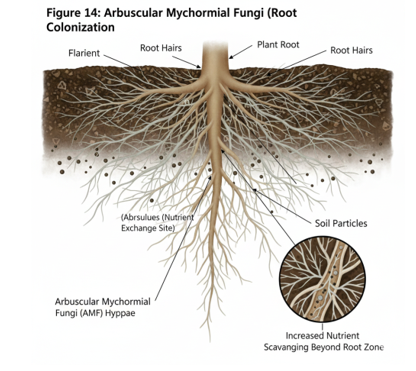 Figure 14: Arbuscular Mychormial Fungi (Root
Colonization
Flarient
Root Hairs
Plant Root
Root Hairs
(Abrsulues (Nutrient
Exchange Site)
Soil Particles
Arbuscular Mychormial
Fungi (AMF) Hyppae
Increased Nutrient
Scavanging Beyond Root Zone